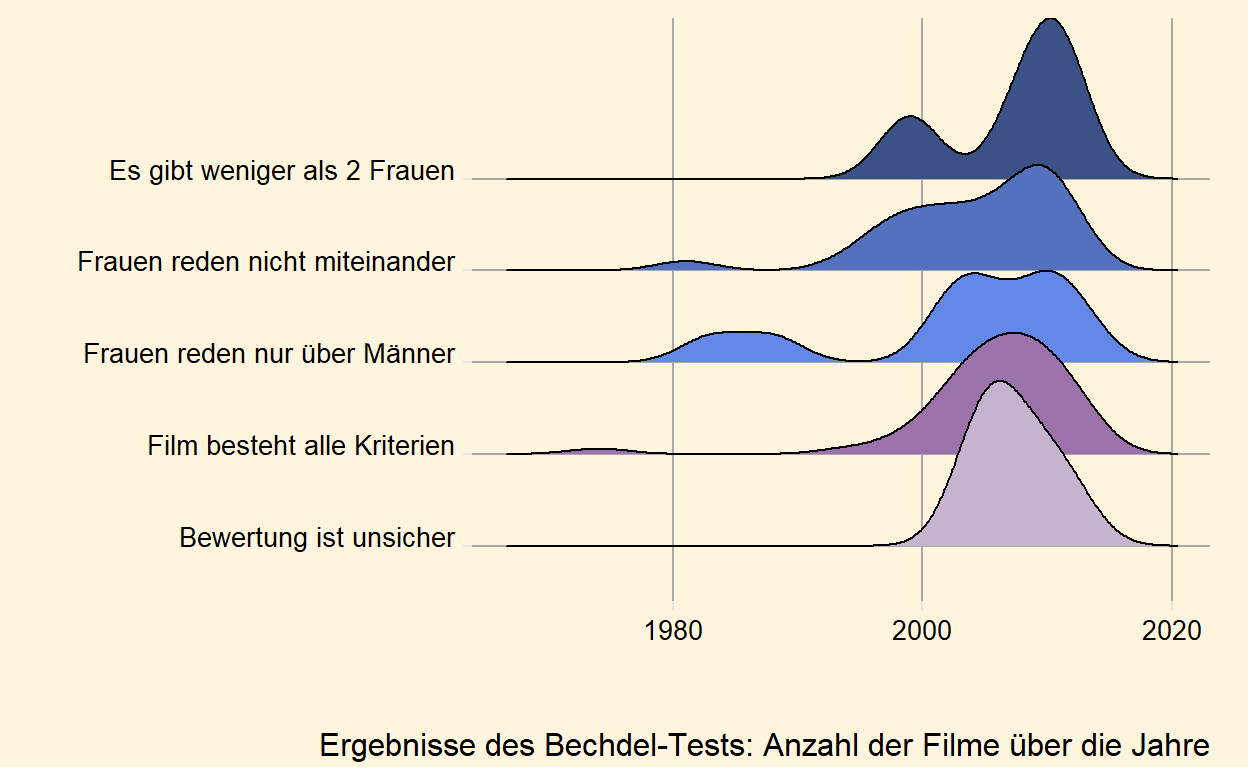 Es gibt weniger als 2 Frauen
Frauen reden nicht miteinander
Frauen reden nur über Männer
Film besteht alle Kriterien
Bewertung ist unsicher
1980 2000 2020
Ergebnisse des Bechdel-Tests: Anzahl der Filme über die Jahre